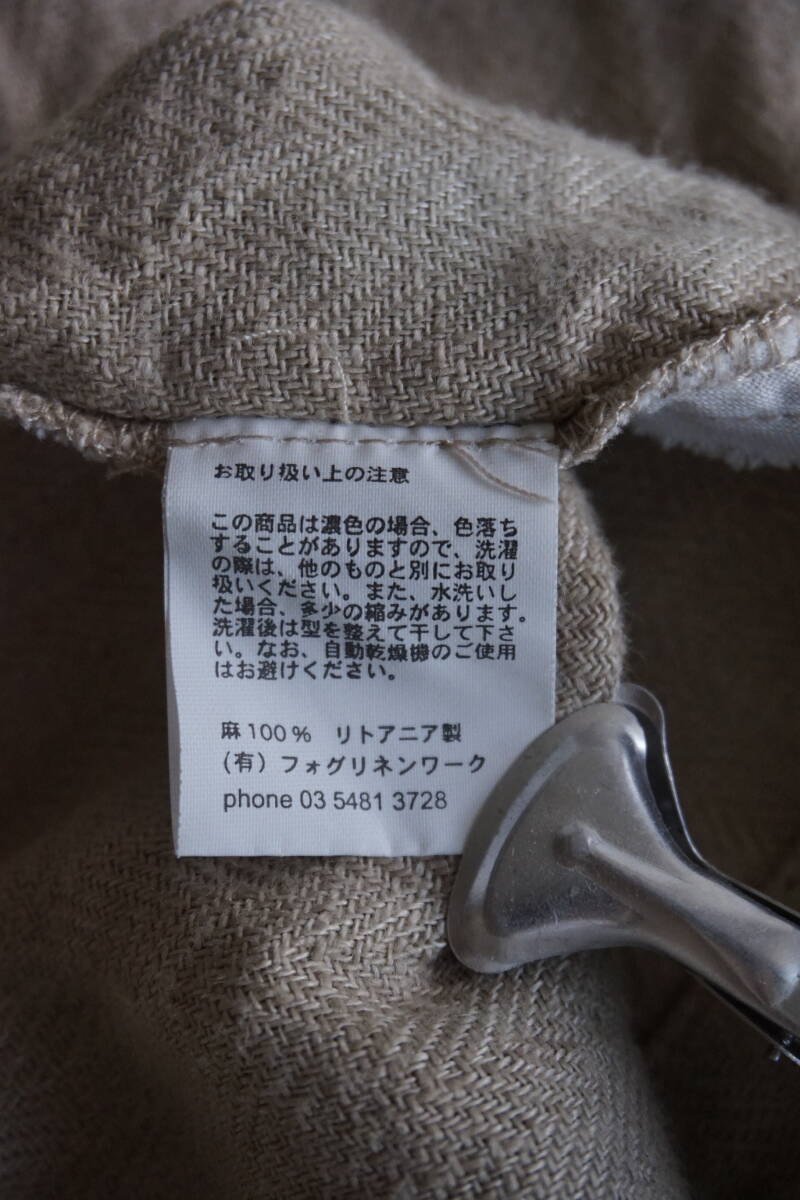 お取り扱い上の注意
この商品は濃色の場合、色落ち
することがありますので、洗濯
の際は、他のものと別にお取り
扱いください。また、水洗いし
た場合、多少の縮みがあります。
洗濯後は型を整えて干して下さ
い。なお、自動乾燥機のご使用
はお避けください。
麻100% リトアニア製
(有)フォグリネンワーク
phone 03 5481 3728